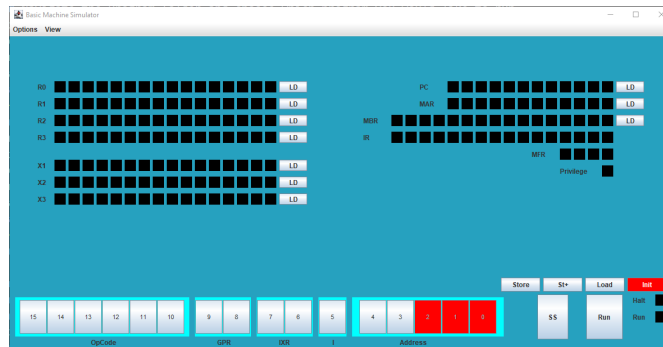 Basic Machine Simulator
Options View
R0 LD PC LD
R1 LD MAR LD
R2 LD MBR LD
R3 LD IR
MFR
X1 LD Privilege
X2 LD
X3 LD
Store St+ Load Init
Halt
15 14 13 12 11 10 9 8 7 6 5 4 3 2 1 0 SS Run Run
OpCode GPR IXR I Address